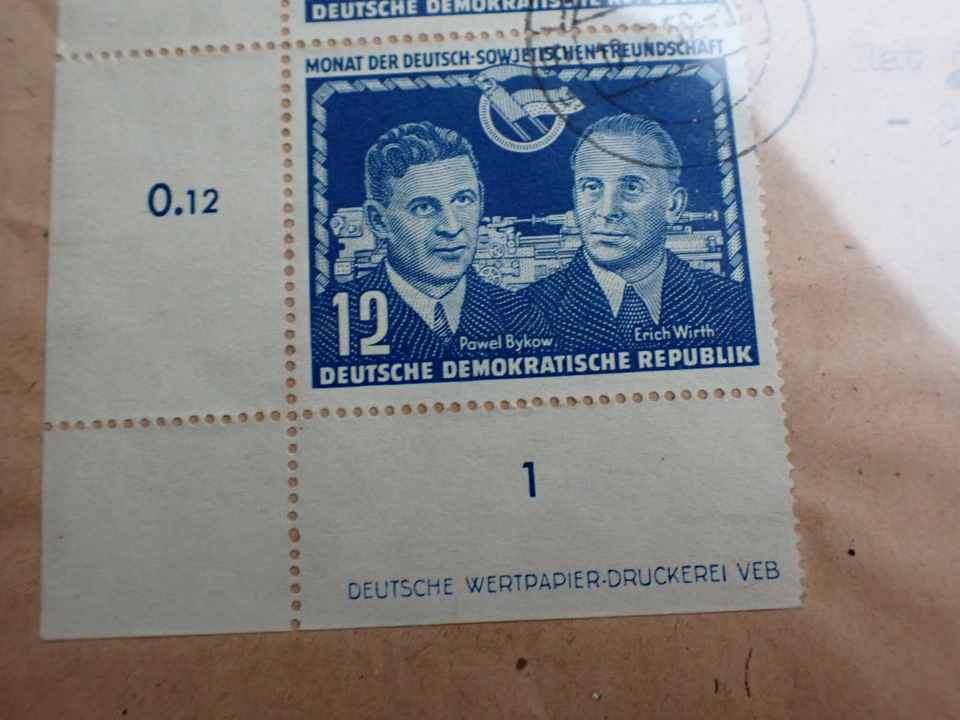 DEUTSCHE DEMOKRATISCHE REPUBLIK
MONAT DER DEUTSCH-SOWJETISCHEN FREUNDSCHAFT
0.12
12
Pawel Bykow
Erich Wirth
DEUTSCHE DEMOKRATISCHE REPUBLIK
1
DEUTSCHE WERTPAPIER-DRUCKEREI VEB